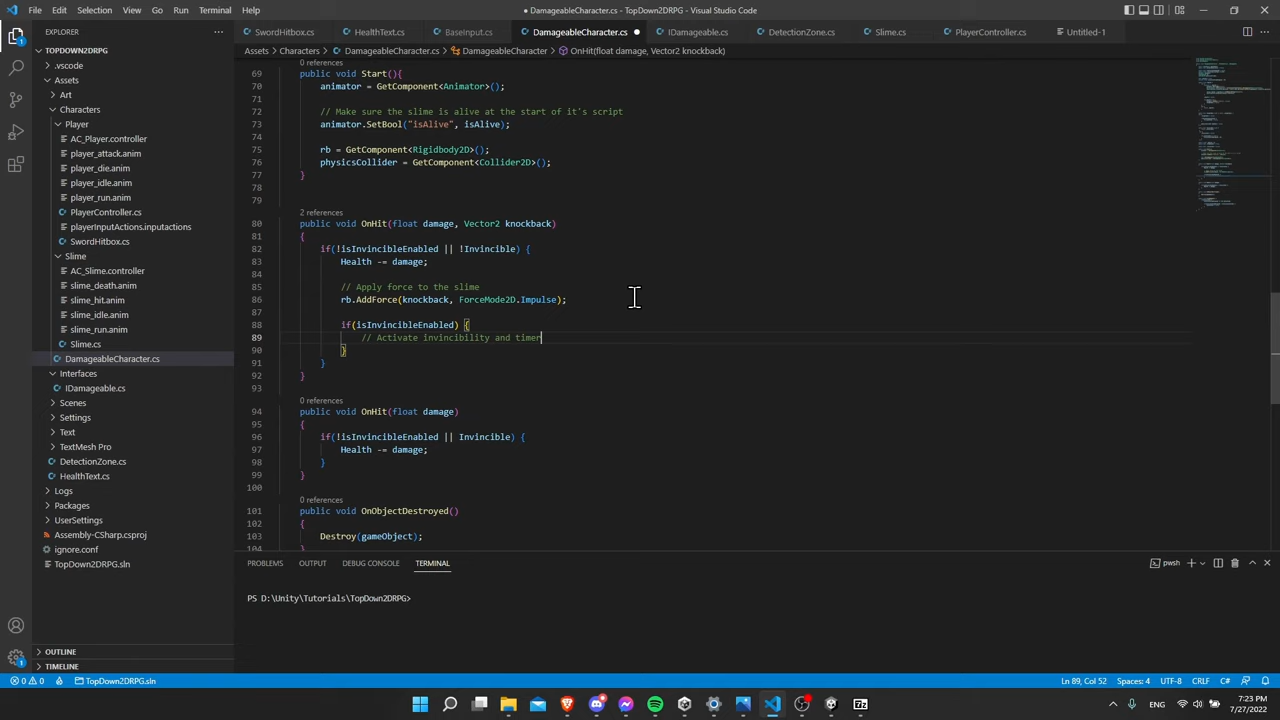 File Edit Selection View Go Run Terminal Help
● DamageableCharacter.cs - TopDown2DRPG - Visual Studio Code
EXPLORER
SwordHitbox.cs HealthText.cs BaseInput.cs DamageableCharacter.cs ● IDamageable.cs DetectionZone.cs Slime.cs PlayerController.cs Untitled-1
Assets > Characters > DamageableCharacter.cs > DamageableCharacter > OnHit(float damage, Vector2 knockback)
TOPDOWN2DRPG
.vscode
Assets
Art
Characters
Player
AC_Player.controller
player_attack.anim
player_die.anim
player_idle.anim
player_run.anim
PlayerController.cs
playerInputActions.inputactions
SwordHitbox.cs
Slime
AC_Slime.controller
slime_death.anim
slime_hit.anim
slime_idle.anim
slime_run.anim
Slime.cs
DamageableCharacter.cs
Interfaces
IDamageable.cs
Scenes
Settings
Text
TextMesh Pro
DetectionZone.cs
HealthText.cs
Logs
Packages
UserSettings
Assembly-CSharp.csproj
ignore.conf
TopDown2DRPG.sln
OUTLINE
TIMELINE
0 references
69 public void Start(){
70 animator = GetComponent<Animator>();
71
72 // Make sure the slime is alive at the start of it's script
73 animator.SetBool("isAlive", isAlive);
74
75 rb = GetComponent<Rigidbody2D>();
76 physicsCollider = GetComponent<Collider2D>();
77 }
78
79
2 references
80 public void OnHit(float damage, Vector2 knockback)
81 {
82 if(!isInvincibleEnabled || !Invincible) {
83 Health -= damage;
84
85 // Apply force to the slime
86 rb.AddForce(knockback, ForceMode2D.Impulse);
87
88 if(isInvincibleEnabled) {
89 // Activate invincibility and timer
90 }
91 }
92 }
93
0 references
94 public void OnHit(float damage)
95 {
96 if(!isInvincibleEnabled || Invincible) {
97 Health -= damage;
98 }
99 }
100
0 references
101 public void OnObjectDestroyed()
102 {
103 Destroy(gameObject);
104 }
PROBLEMS OUTPUT DEBUG CONSOLE TERMINAL
pwsh
PS D:\Unity\Tutorials\TopDown2DRPG>
0 0 TopDown2DRPG.sln
Ln 89, Col 52 Spaces: 4 UTF-8 CRLF C#
ENG
7:23 PM
7/27/2022